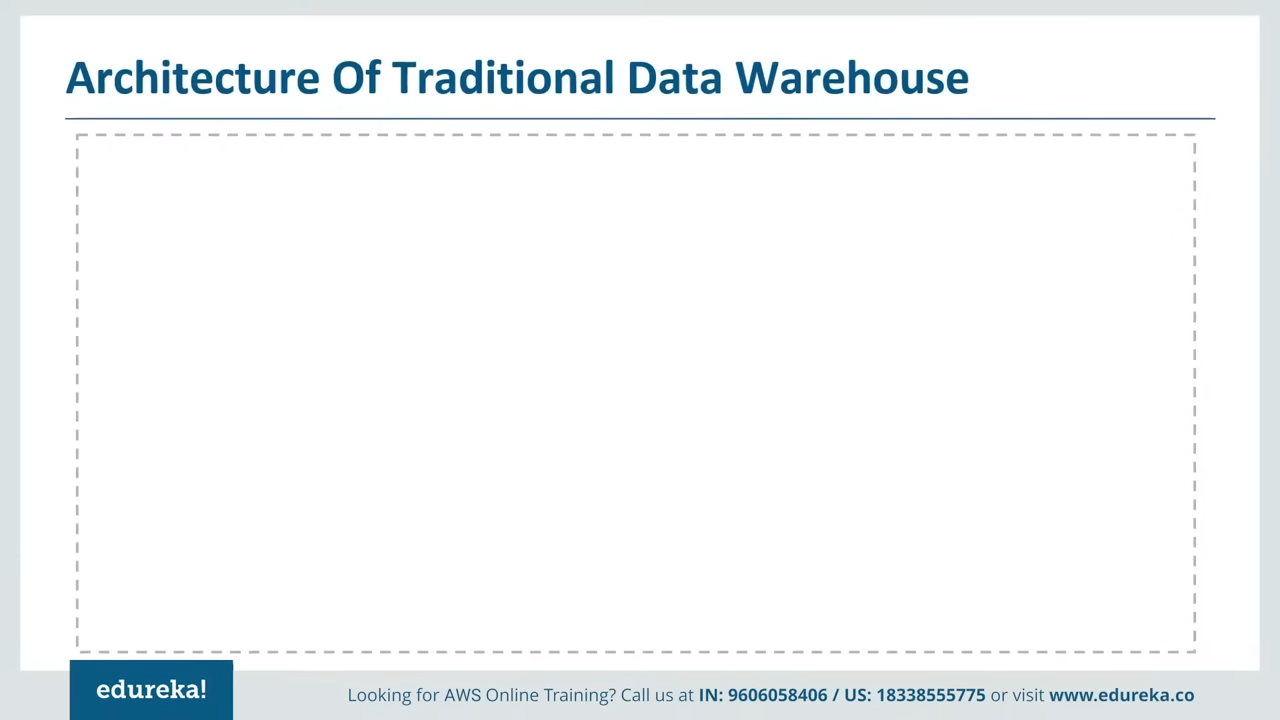 Architecture Of Traditional Data Warehouse
edureka!
Looking for AWS Online Training? Call us at IN: 9606058406 / US: 18338555775 or visit www.edureka.co